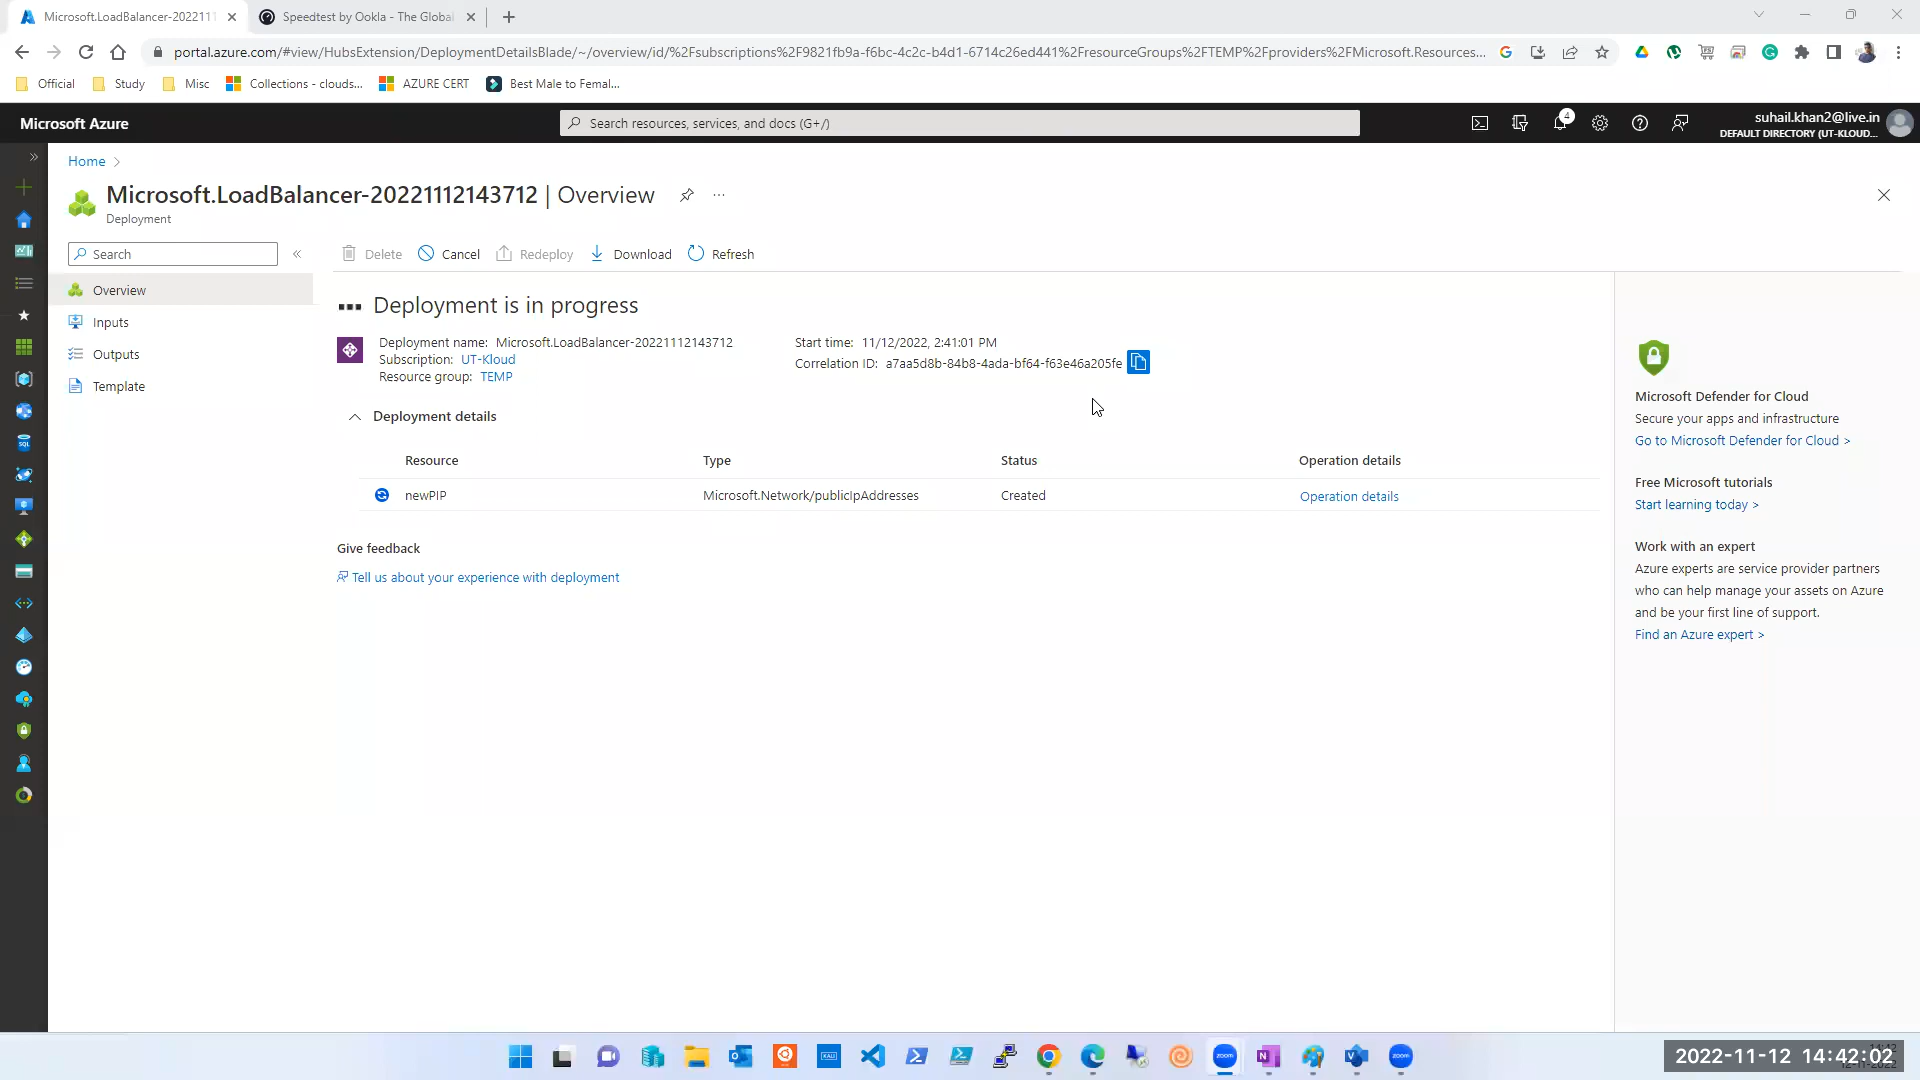 Microsoft.LoadBalancer-2022111
Speedtest by Ookla - The Global
portal.azure.com/#view/HubsExtension/DeploymentDetailsBlade/~/overview/id/%2Fsubscriptions%2F9821fb9a-f6bc-4c2c-b4d1-6714c26ed441%2FresourceGroups%2FTEMP%2Fproviders%2FMicrosoft.Resources...
Official
Study
Misc
Collections - clouds...
AZURE CERT
Best Male to Femal...
Microsoft Azure
Search resources, services, and docs (G+/)
4
suhail.khan2@live.in
DEFAULT DIRECTORY (UT-KLOUD...
Home
Microsoft.LoadBalancer-20221112143712 | Overview
Deployment
Search
Delete
Cancel
Redeploy
Download
Refresh
Overview
Inputs
Outputs
Template
Deployment is in progress
Deployment name: Microsoft.LoadBalancer-20221112143712
Subscription: UT-Kloud
Resource group: TEMP
Start time: 11/12/2022, 2:41:01 PM
Correlation ID: a7aa5d8b-84b8-4ada-bf64-f63e46a205fe
Deployment details
Resource Type Status Operation details
newPIP Microsoft.Network/publicIpAddresses Created Operation details
Give feedback
Tell us about your experience with deployment
Microsoft Defender for Cloud
Secure your apps and infrastructure
Go to Microsoft Defender for Cloud >
Free Microsoft tutorials
Start learning today >
Work with an expert
Azure experts are service provider partners
who can help manage your assets on Azure
and be your first line of support.
Find an Azure expert >
2022-11-12 14:42:02